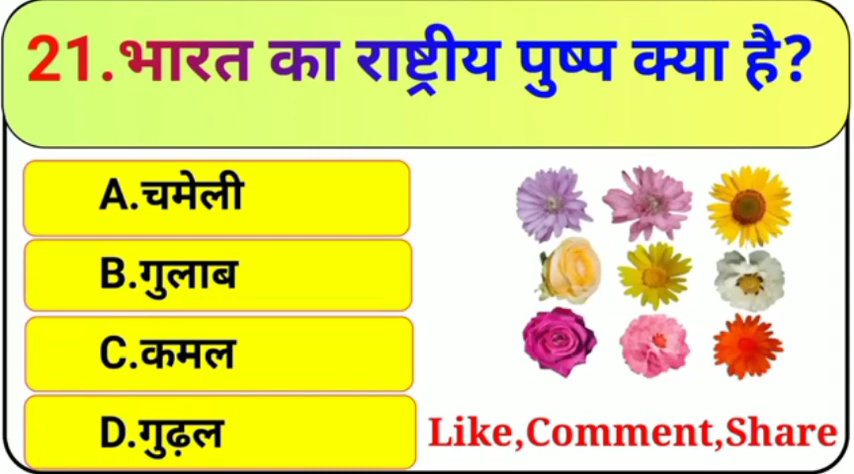 21.भारत का राष्ट्रीय पुष्प क्या है?
A.चमेली
B.गुलाब
C.कमल
D.गुढ़ल
Like,Comment,Share